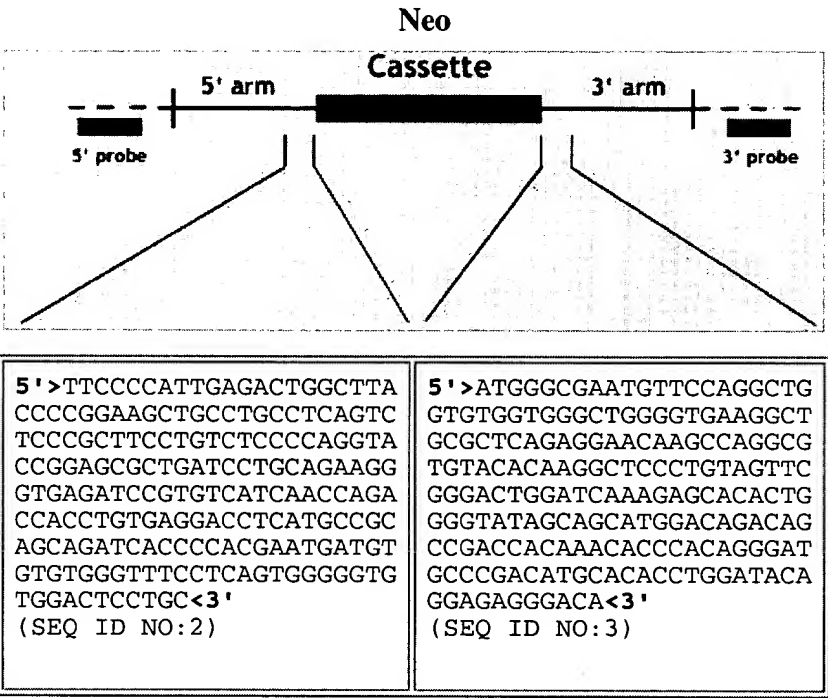 Neo
Cassette
5' arm
3' arm
5' probe
3' probe
5'>TTCCCCATTGAGACTGGCTTA
CCCCGGAAGCTGCCTGCCTCAGTC
TCCCGCTTCCTGTCTCCCCAGGTA
CCGGAGCGCTGATCCTGCAGAAGG
GTGAGATCCGTGTCATCAACCAGA
CCACCTGTGAGGACCTCATGCCGC
AGCAGATCACCCCACGAATGATGT
GTGTGGGTTTCCTCAGTGGGGGTG
TGGACTCCTGC<3'
(SEQ ID NO:2)
5'>ATGGGCGAATGTTCCAGGCTG
GTGTGGTGGGCTGGGGTGAAGGCT
GCGCTCAGAGGAACAAGCCAGGCG
TGTACACAAGGCTCCCTGTAGTTC
GGGACTGGATCAAAGAGCACACTG
GGGTATAGCAGCATGGACAGACAG
CCGACCACAAACACCCACAGGGAT
GCCCGACATGCACACCTGGATACA
GGAGAGGGACA<3'
(SEQ ID NO:3)